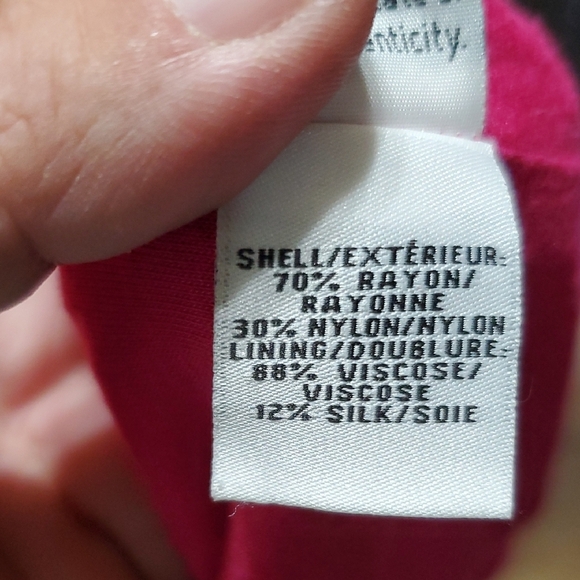 enticity.
SHELL/EXTÉRIEUR:
70% RAYON/
RAYONNE
30% NYLON/NYLON
LINING/DOUBLURE:
88% VISCOSE/
VISCOSE
12% SILK/SOIE